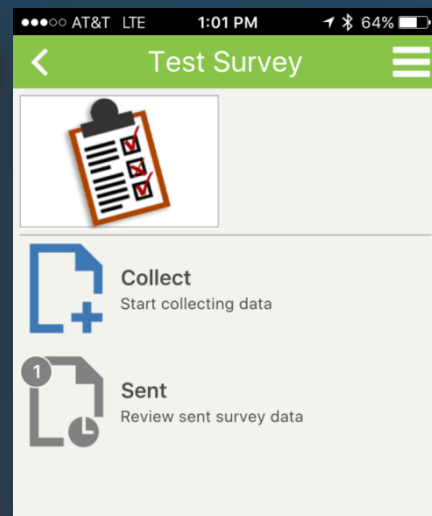 ●●●○○ AT&T LTE 1:01 PM 64%
Test Survey
Collect
Start collecting data
1
Sent
Review sent survey data